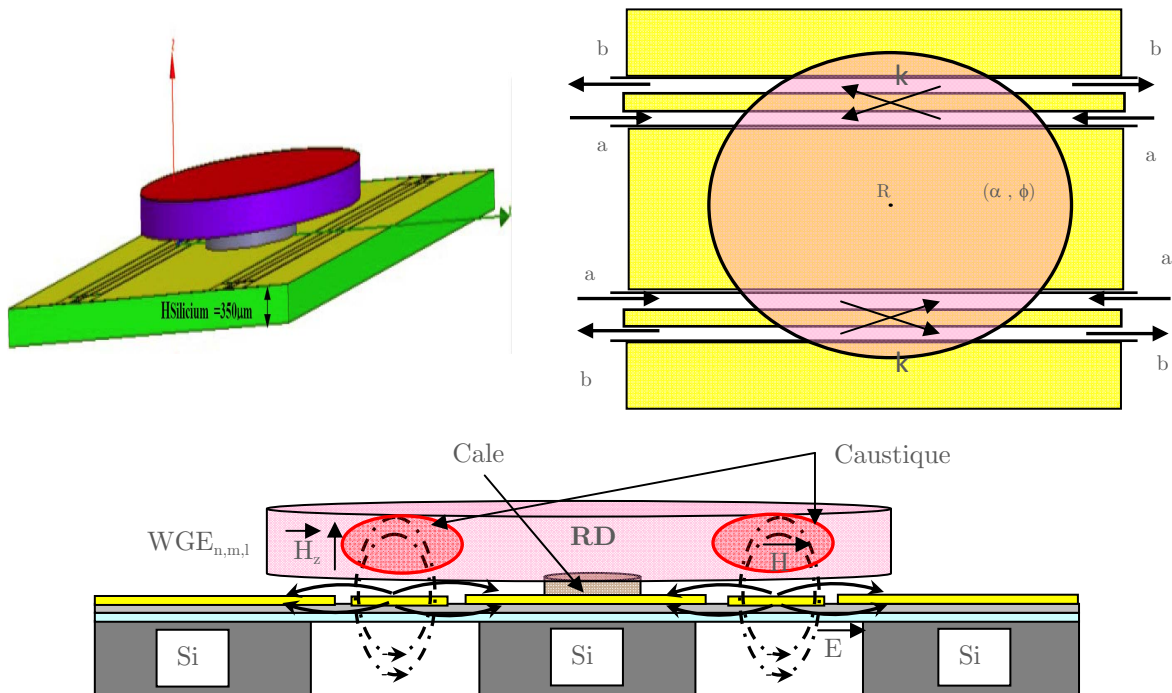 HSilicium =350µm
b
b
k
a
a
R
(α , ϕ)
a
a
k
b
b
Cale
Caustique
WGEn,m,l
Hz
RD
H
E
Si
Si
Si